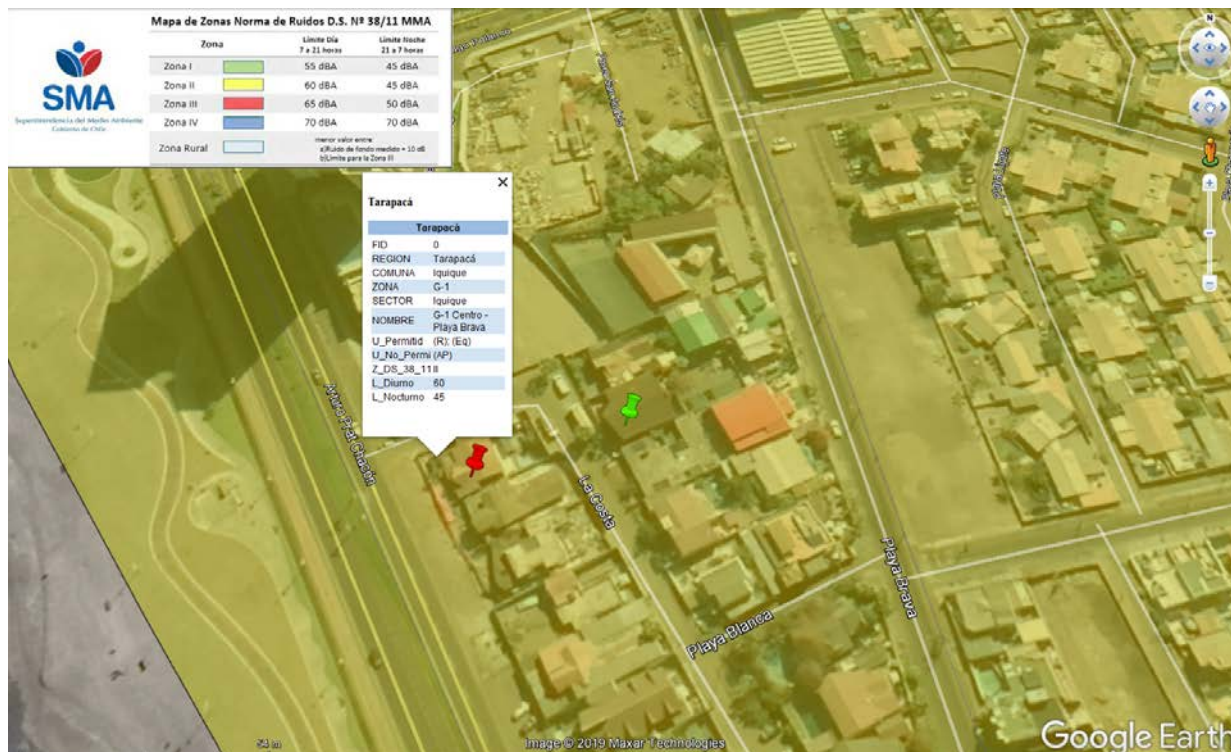 Mapa de Zonas Norma de Ruidos D.S. Nº 38/11 MMA
Zona Límite Día Límite Noche
7 a 21 horas 21 a 7 horas
Zona I 55 dBA 45 dBA
Zona II 60 dBA 45 dBA
Zona III 65 dBA 50 dBA
Zona IV 70 dBA 70 dBA
Zona Rural
menor valor entre
a)Ruido de fondo medido + 10 dB
b)Límite para la Zona III
SMA
Superintendencia del Medio Ambiente
Gobierno de Chile
Tarapacá
Tarapacá
FID 0
REGION Tarapacá
COMUNA Iquique
ZONA G-1
SECTOR Iquique
NOMBRE G-1 Centro -
Playa Brava
U_Permitid (R); (Eq)
U_No_Permi (AP)
Z_DS_38_11 II
L_Diurno 60
L_Nocturno 45
N
Arturo Prat Chacón
La Costa
Playa Blanca
Playa Brava
54 m
Image © 2019 Maxar Technologies
Google Earth